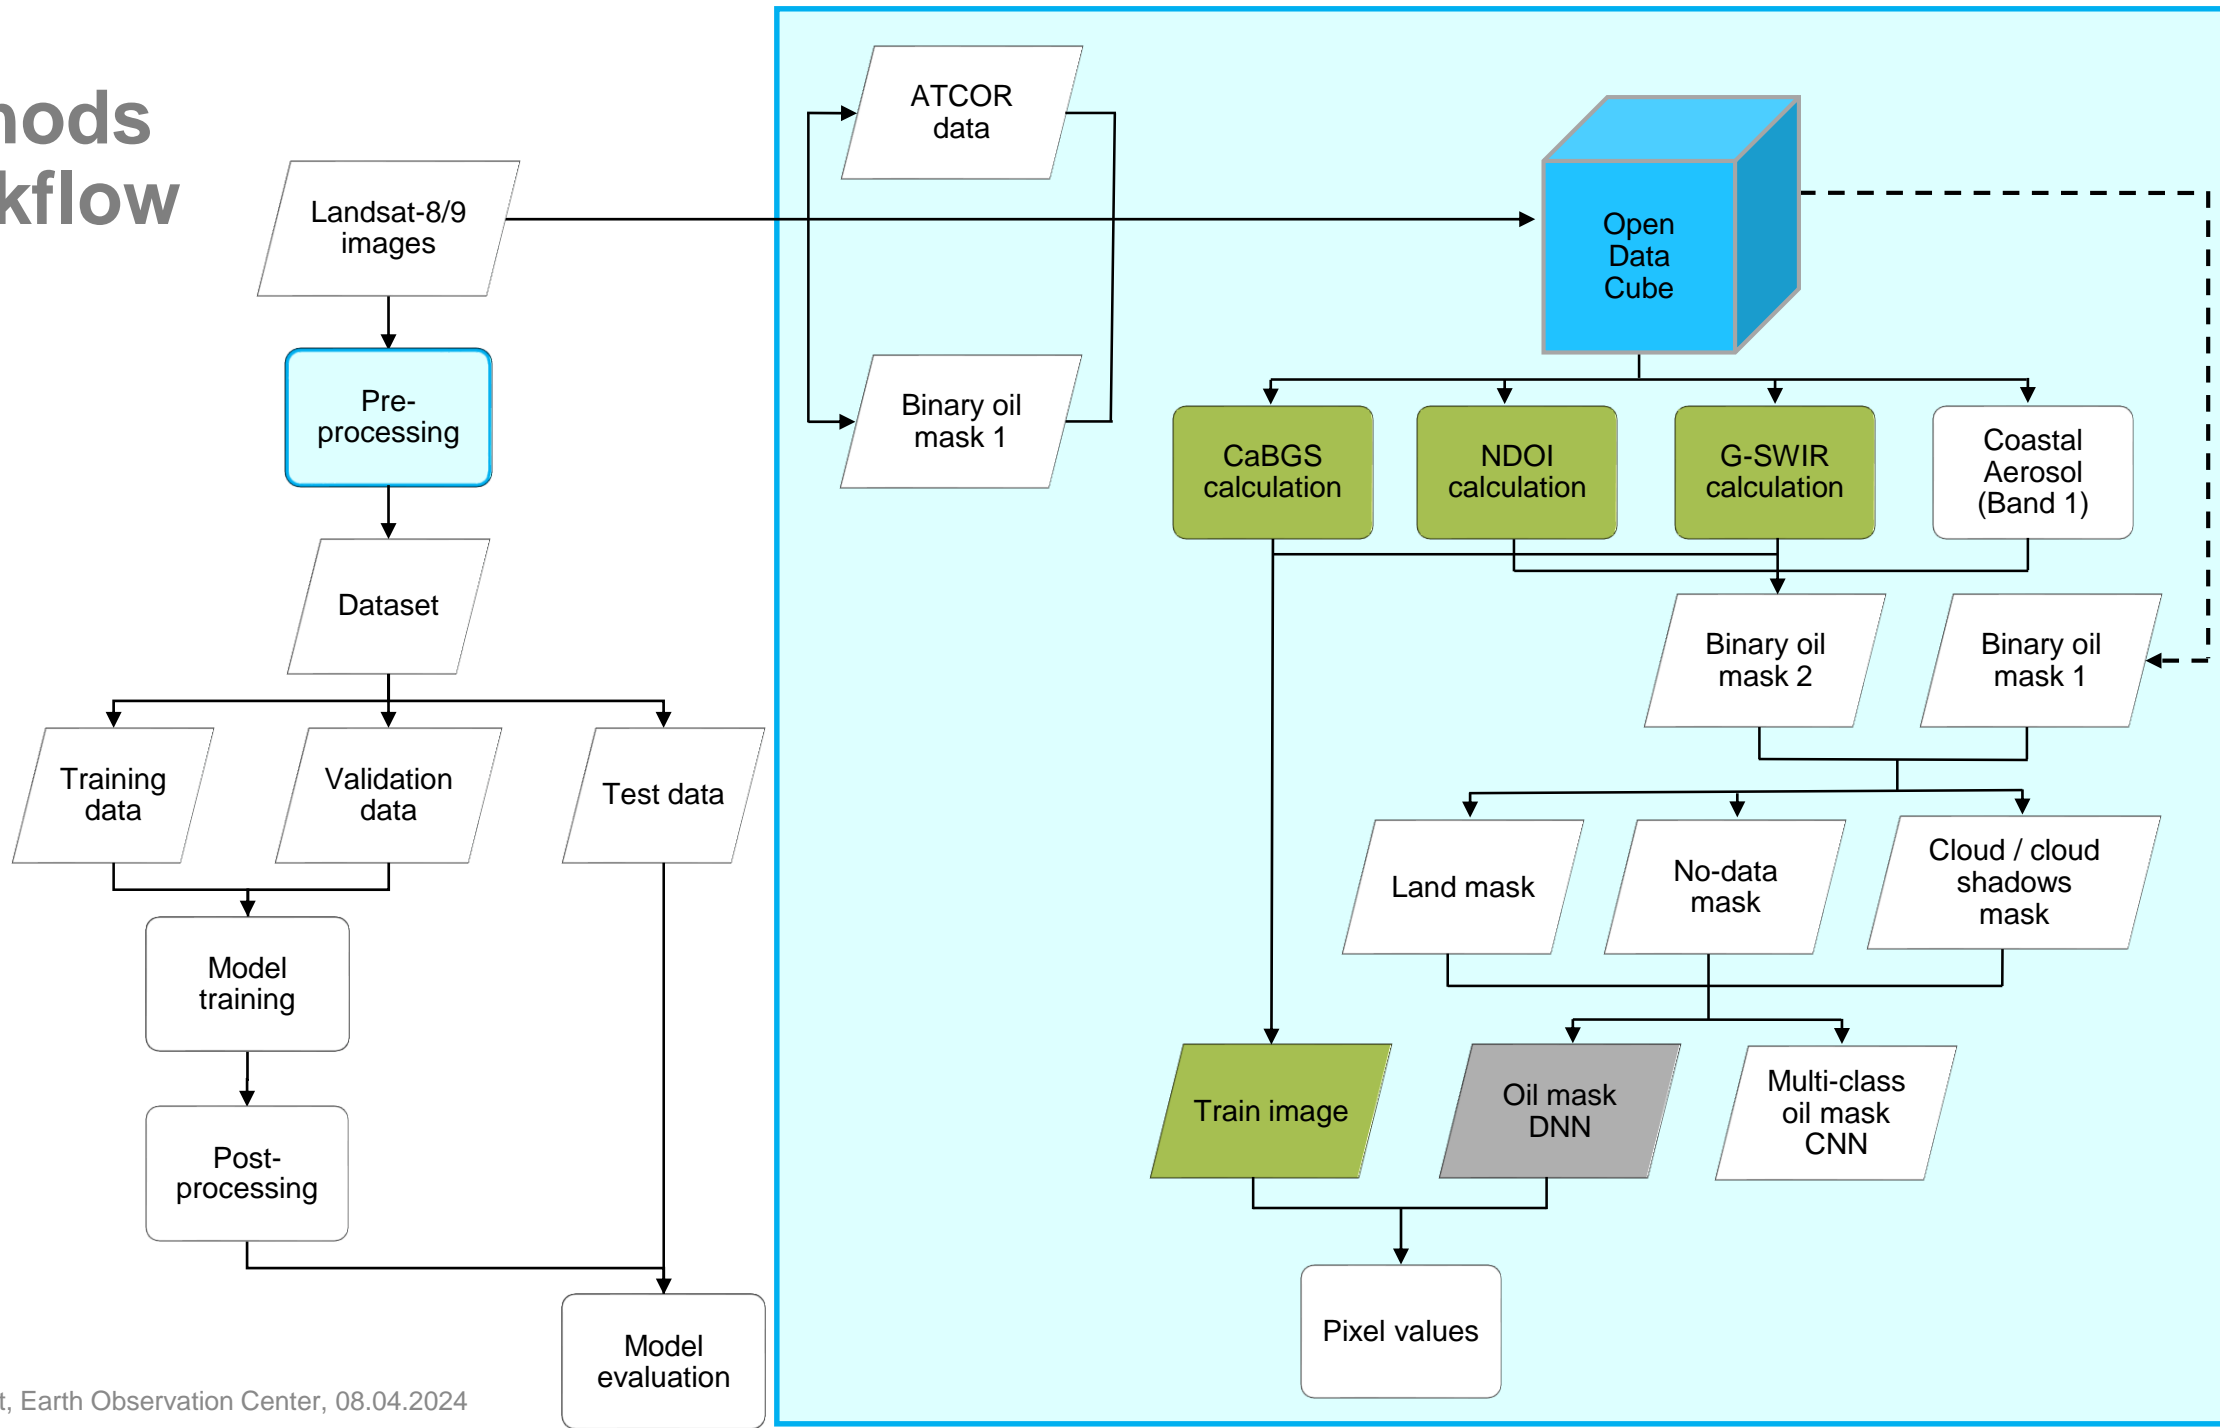 Landsat-8/9
images
Pre-
processing
Dataset
Training
data
Validation
data
Test data
Model
training
Post-
processing
Model
evaluation
ATCOR
data
Binary oil
mask 1
Open
Data
Cube
CaBGS
calculation
NDOI
calculation
G-SWIR
calculation
Coastal
Aerosol
(Band 1)
Binary oil
mask 2
Binary oil
mask 1
Land mask
No-data
mask
Cloud / cloud
shadows
mask
Train image
Oil mask
DNN
Multi-class
oil mask
CNN
Pixel values
Earth Observation Center, 08.04.2024